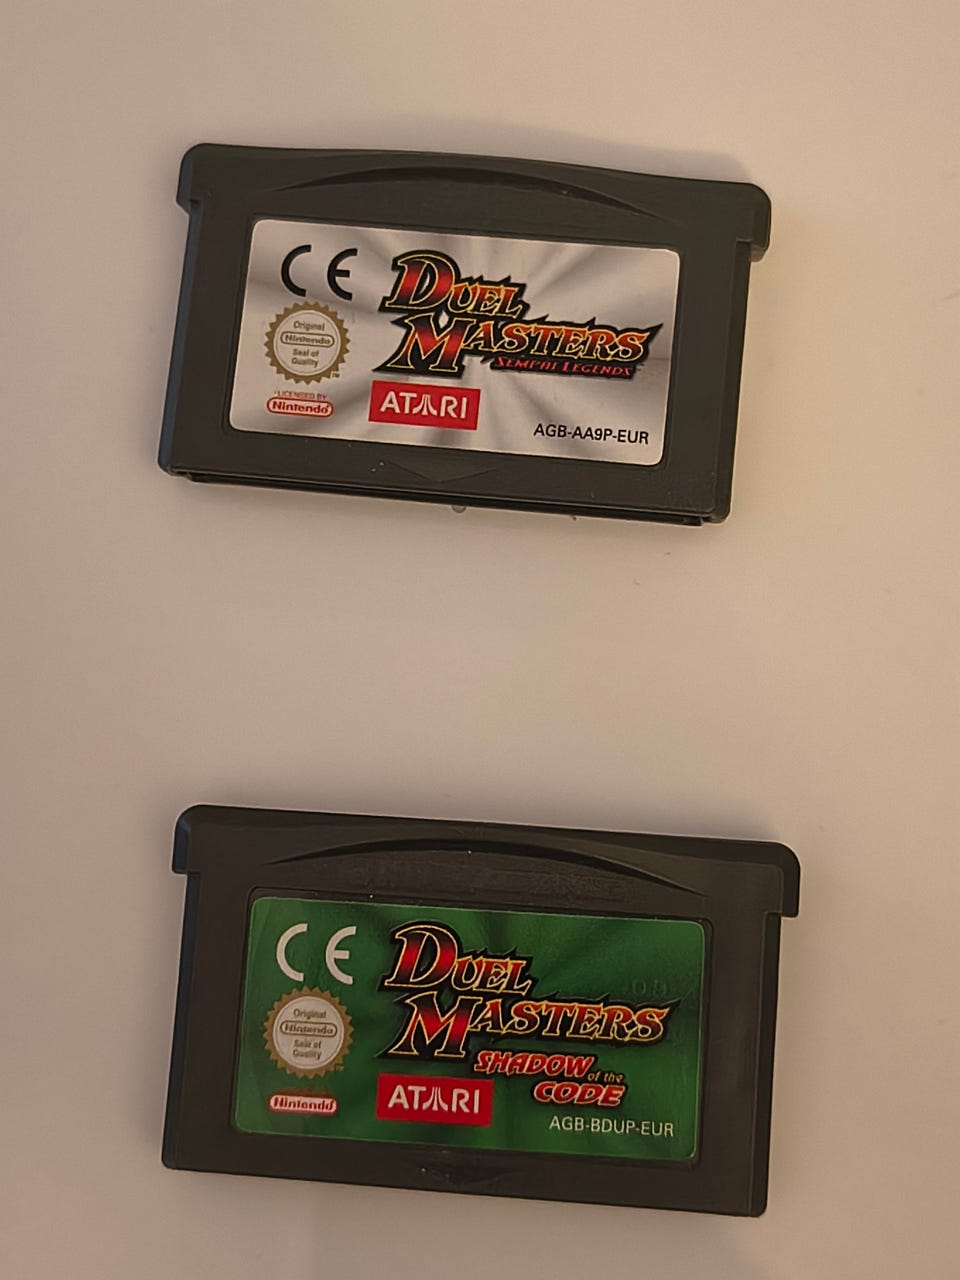 CE
DUEL
MASTERS
SEMPAI LEGENDS
Original
Nintendo
Seal of
Quality
TM
LICENSED BY
Nintendo
ATARI
AGB-AA9P-EUR
CE
DUEL
MASTERS
SHADOW
of the
CODE
Original
Nintendo
Seal of
Quality
Nintendo
ATARI
AGB-BDUP-EUR